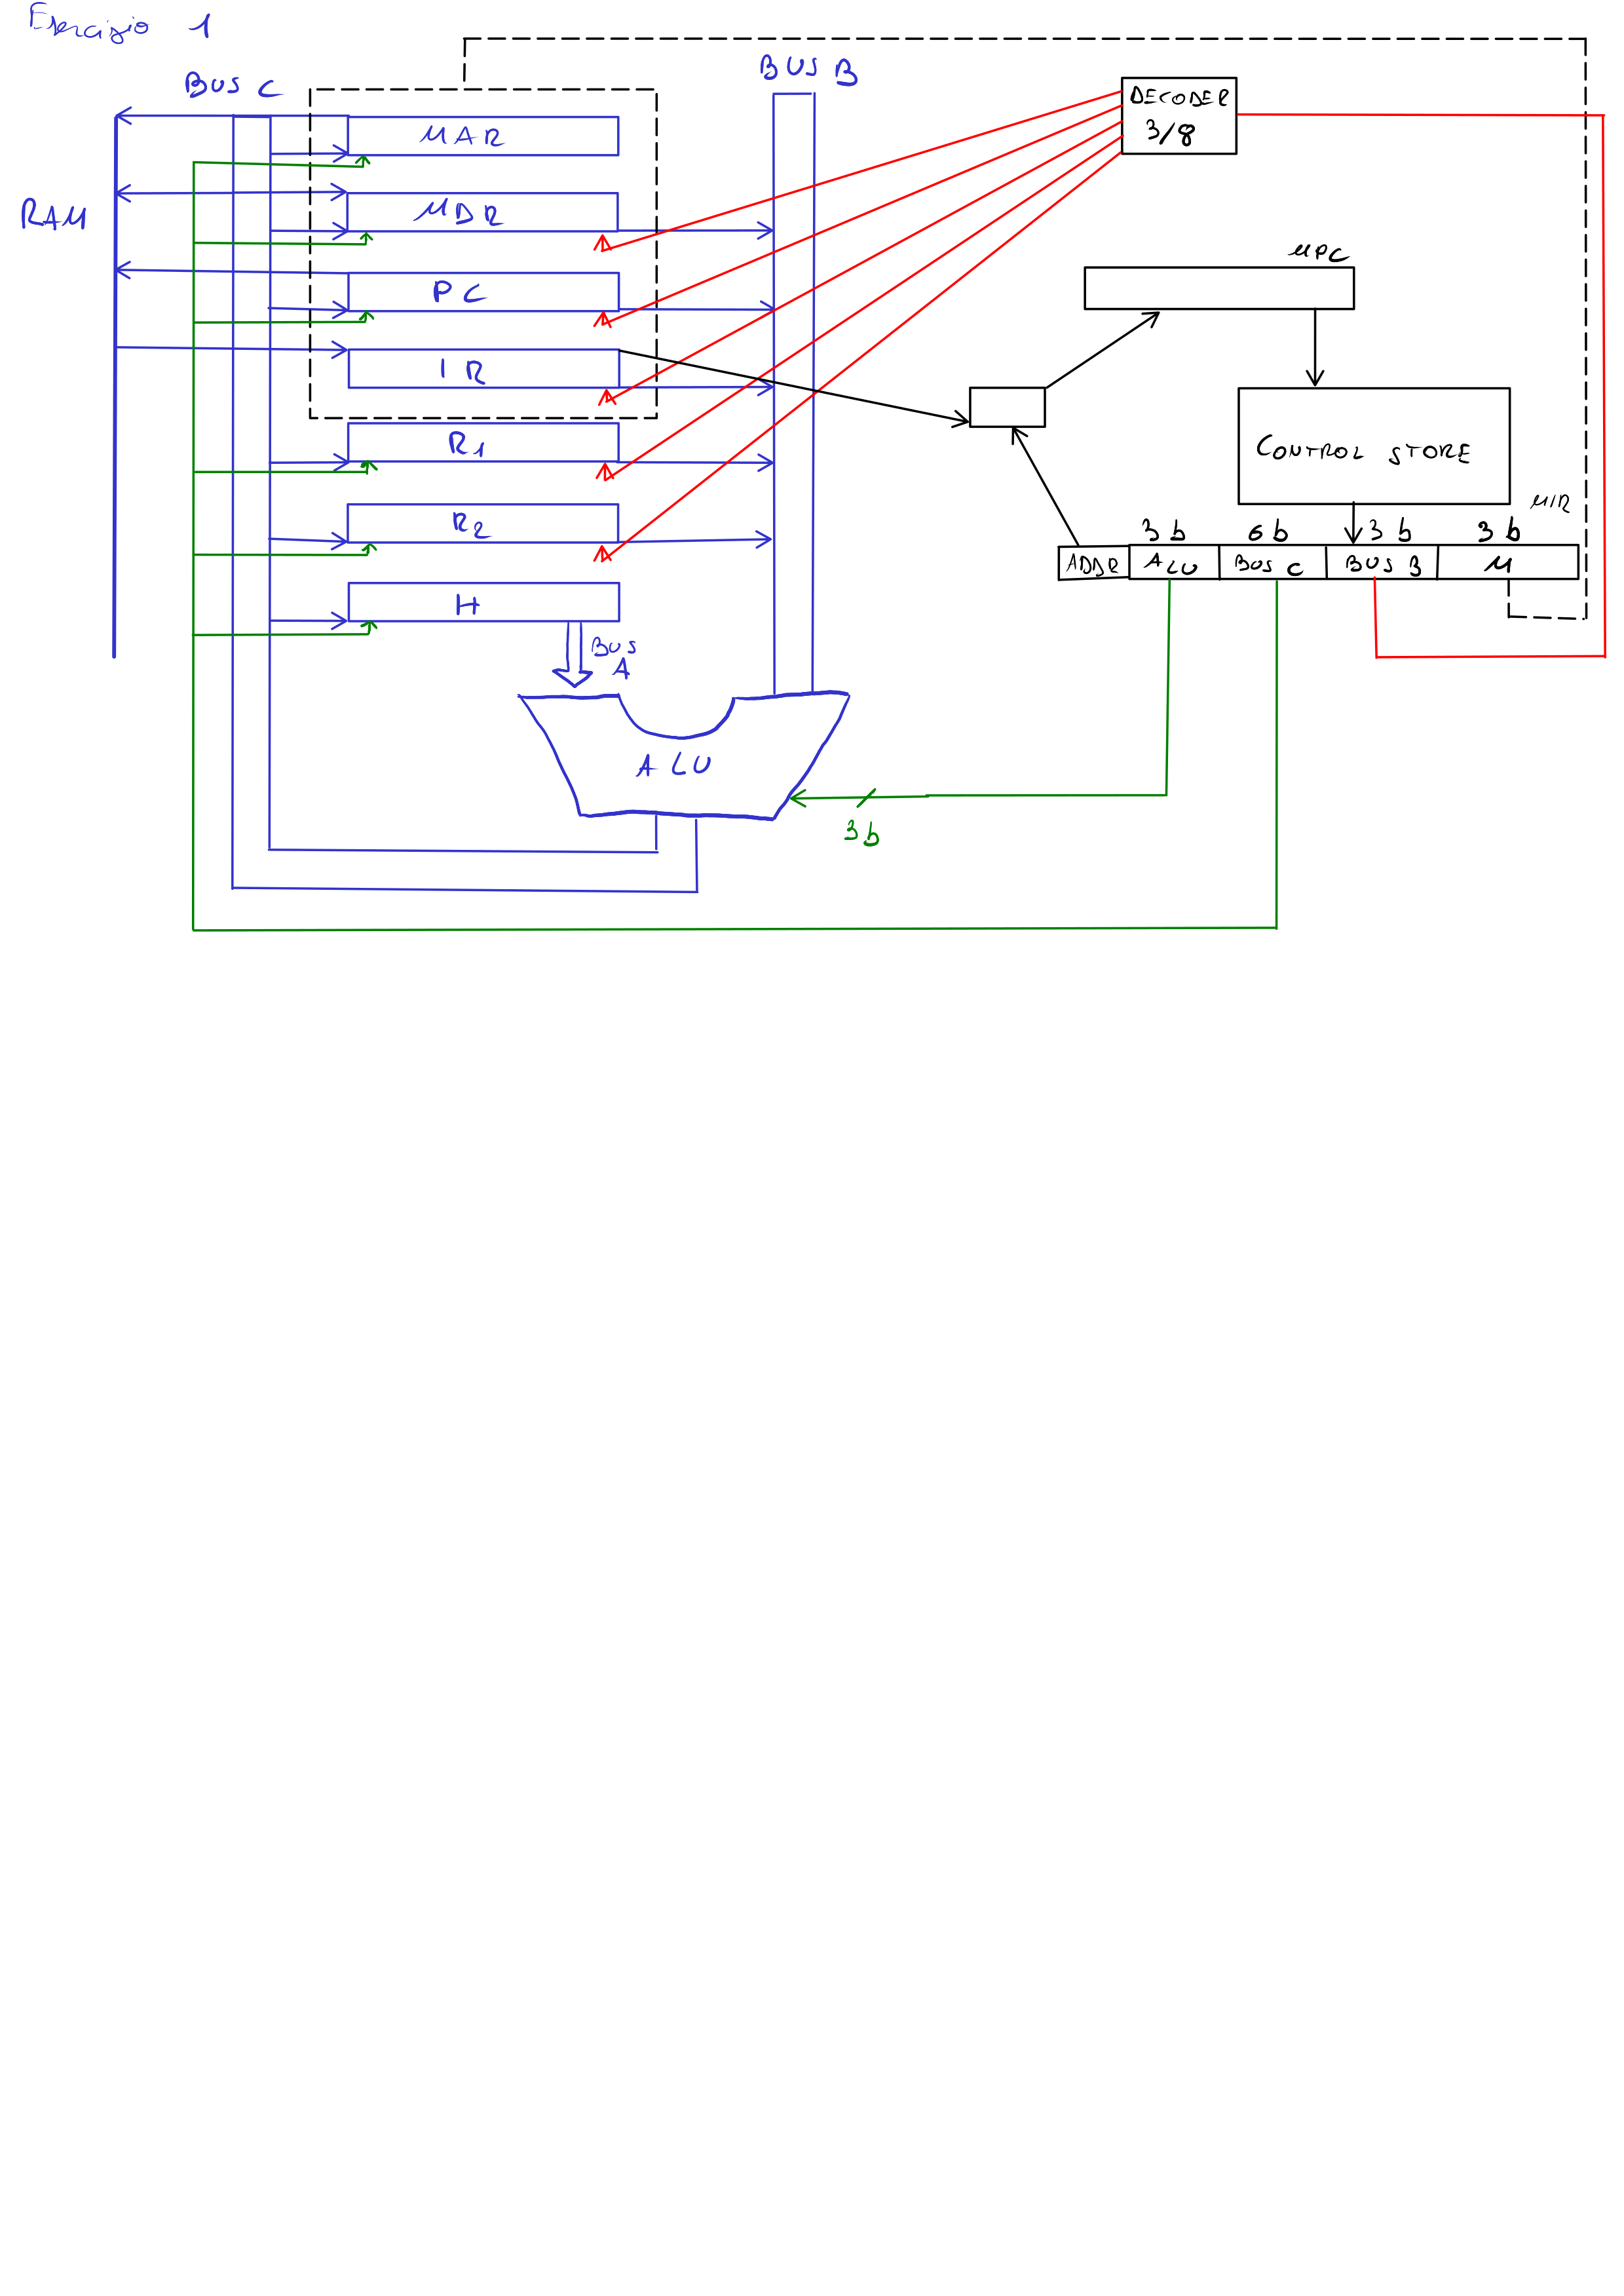 Esercizio 1
BUS C
BUS B
DECODER
3/8
MAR
RAM
MDR
μPC
PC
IR
CONTROL STORE
R1
μIR
R2
3 b 6 b 3 b 3 b
ADDR ALU BUS C BUS B M
H
BUS
A
ALU
3 b